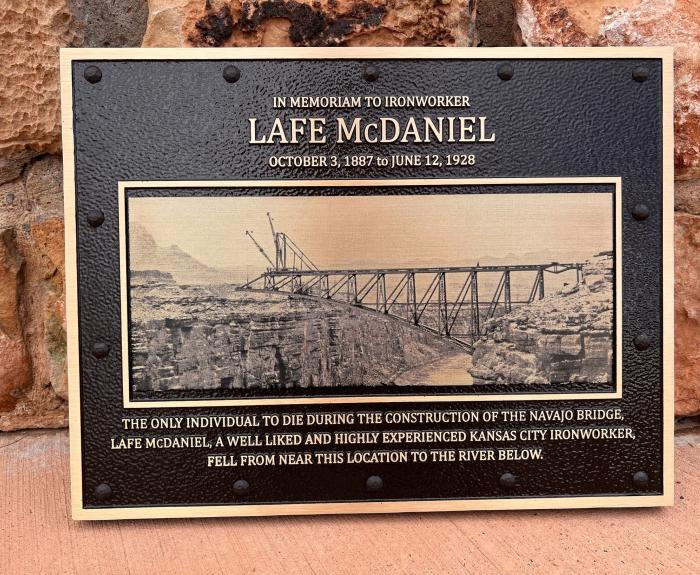 IN MEMORIAM TO IRONWORKER
LAFE McDANIEL
OCTOBER 3, 1887 to JUNE 12, 1928
THE ONLY INDIVIDUAL TO DIE DURING THE CONSTRUCTION OF THE NAVAJO BRIDGE,
LAFE McDANIEL, A WELL LIKED AND HIGHLY EXPERIENCED KANSAS CITY IRONWORKER,
FELL FROM NEAR THIS LOCATION TO THE RIVER BELOW.